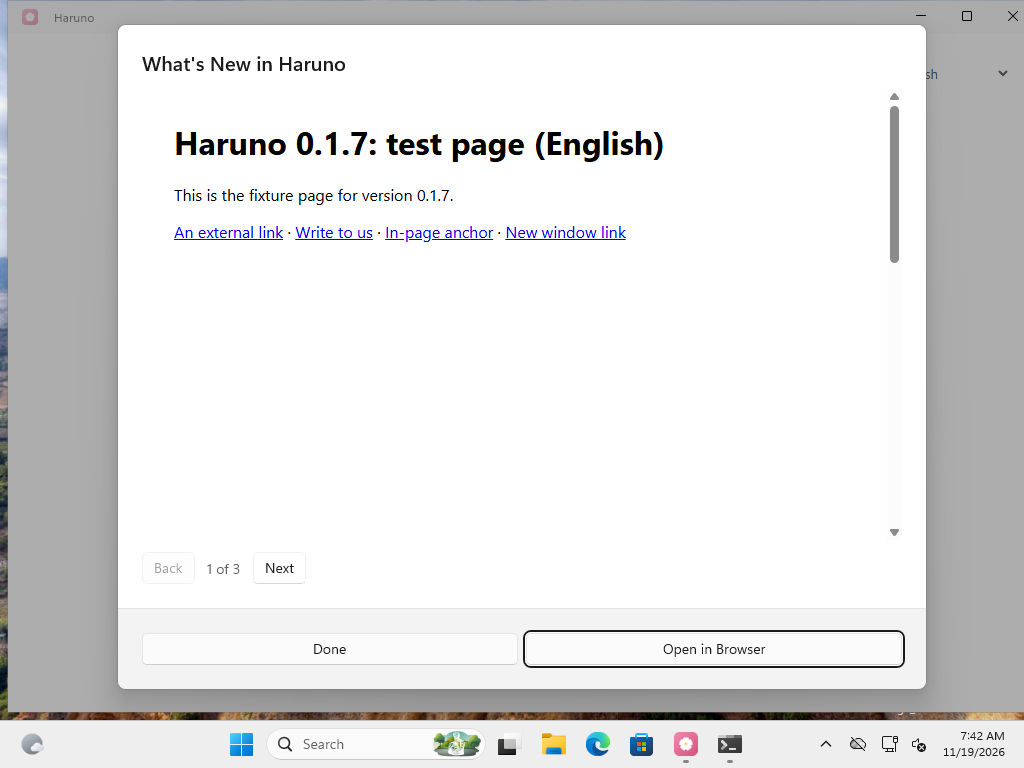 Haruno
What's New in Haruno
sh
Haruno 0.1.7: test page (English)
This is the fixture page for version 0.1.7.
An external link · Write to us · In-page anchor · New window link
Back 1 of 3 Next
Done Open in Browser
Search
7:42 AM
11/19/2026